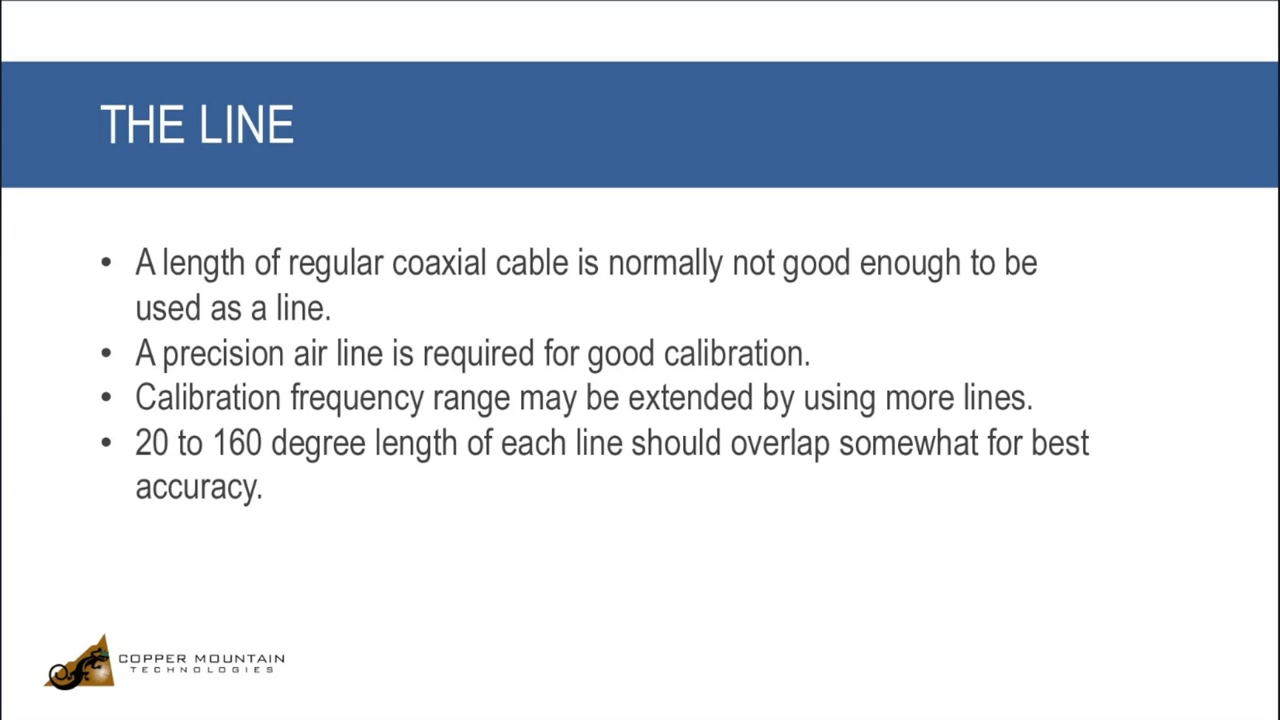 THE LINE
• A length of regular coaxial cable is normally not good enough to be
used as a line.
• A precision air line is required for good calibration.
• Calibration frequency range may be extended by using more lines.
• 20 to 160 degree length of each line should overlap somewhat for best
accuracy.
COPPER MOUNTAIN
TECHNOLOGIES